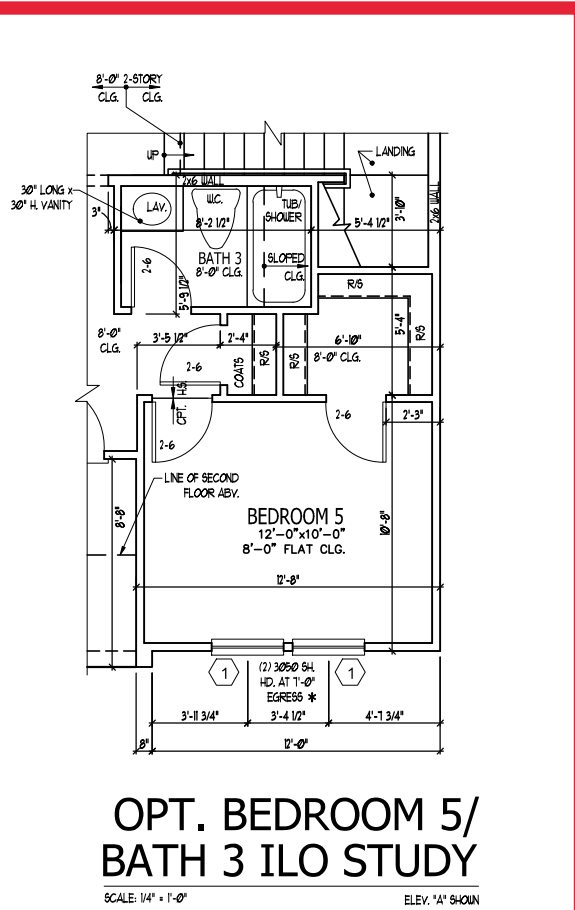 8'-0" 2-STORY
CLG. CLG.
UP
LANDING
2x6 WALL
30" LONG x
30" H. VANITY
3"
LAV.
W.C.
8'-2 1/2"
TUB/
SHOWER
5'-4 1/2"
3'-10"
2x6 WALL
BATH 3
8'-0" CLG.
SLOPED
CLG.
2-6
5'-9 1/2"
R/S
8'-0"
CLG.
3'-5 1/2"
2'-4"
6'-10"
8'-0" CLG.
5'-4"
R/S
2-6
COATS
R/S
R/S
CPT. H.S.
2-6
2-6
2'-3"
LINE OF SECOND
FLOOR ABV.
8'-8"
BEDROOM 5
12'-0"x10'-0"
8'-0" FLAT CLG.
10'-8"
12'-8"
1
(2) 3050 SH.
HD. AT 7'-0"
EGRESS *
1
3'-11 3/4"
3'-4 1/2"
4'-7 3/4"
8"
12'-0"
OPT. BEDROOM 5/
BATH 3 ILO STUDY
SCALE: 1/4" = 1'-0"
ELEV. "A" SHOWN